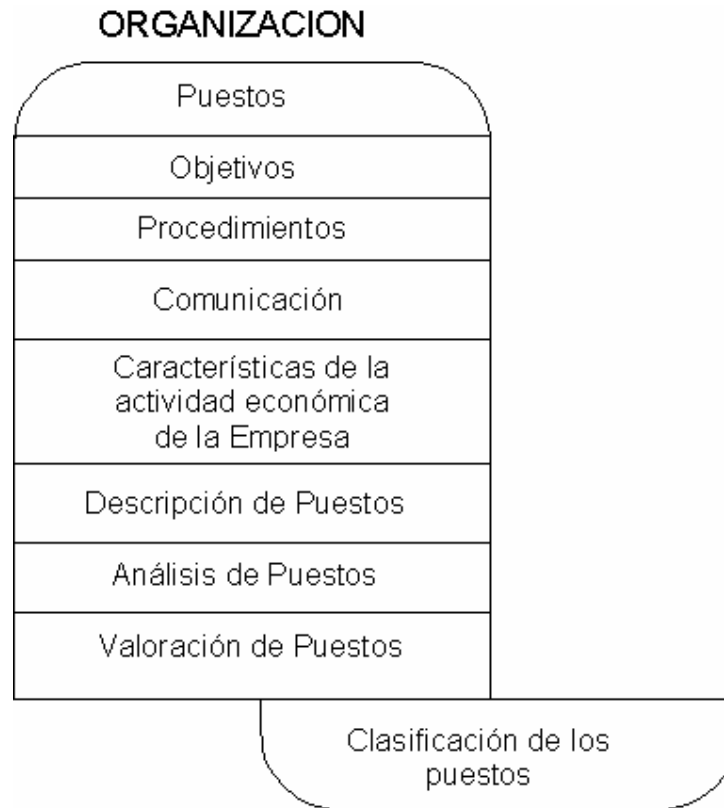 ORGANIZACION
Puestos
Objetivos
Procedimientos
Comunicación
Características de la
actividad económica
de la Empresa
Descripción de Puestos
Análisis de Puestos
Valoración de Puestos
Clasificación de los
puestos